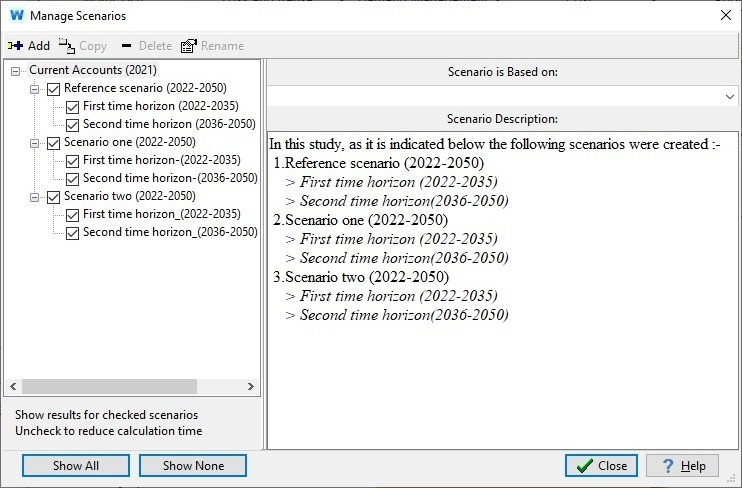 W Manage Scenarios
Add Copy Delete Rename
Current Accounts (2021)
Reference scenario (2022-2050)
First time horizon (2022-2035)
Second time horizon (2036-2050)
Scenario one (2022-2050)
First time horizon-(2022-2035)
Second time horizon-(2036-2050)
Scenario two (2022-2050)
First time horizon_(2022-2035)
Second time horizon_(2036-2050)
Show results for checked scenarios
Uncheck to reduce calculation time
Show All Show None
Scenario is Based on:
Scenario Description:
In this study, as it is indicated below the following scenarios were created :-
1.Reference scenario (2022-2050)
> First time horizon (2022-2035)
> Second time horizon(2036-2050)
2.Scenario one (2022-2050)
> First time horizon (2022-2035)
> Second time horizon(2036-2050)
3.Scenario two (2022-2050)
> First time horizon (2022-2035)
> Second time horizon(2036-2050)
Close ? Help